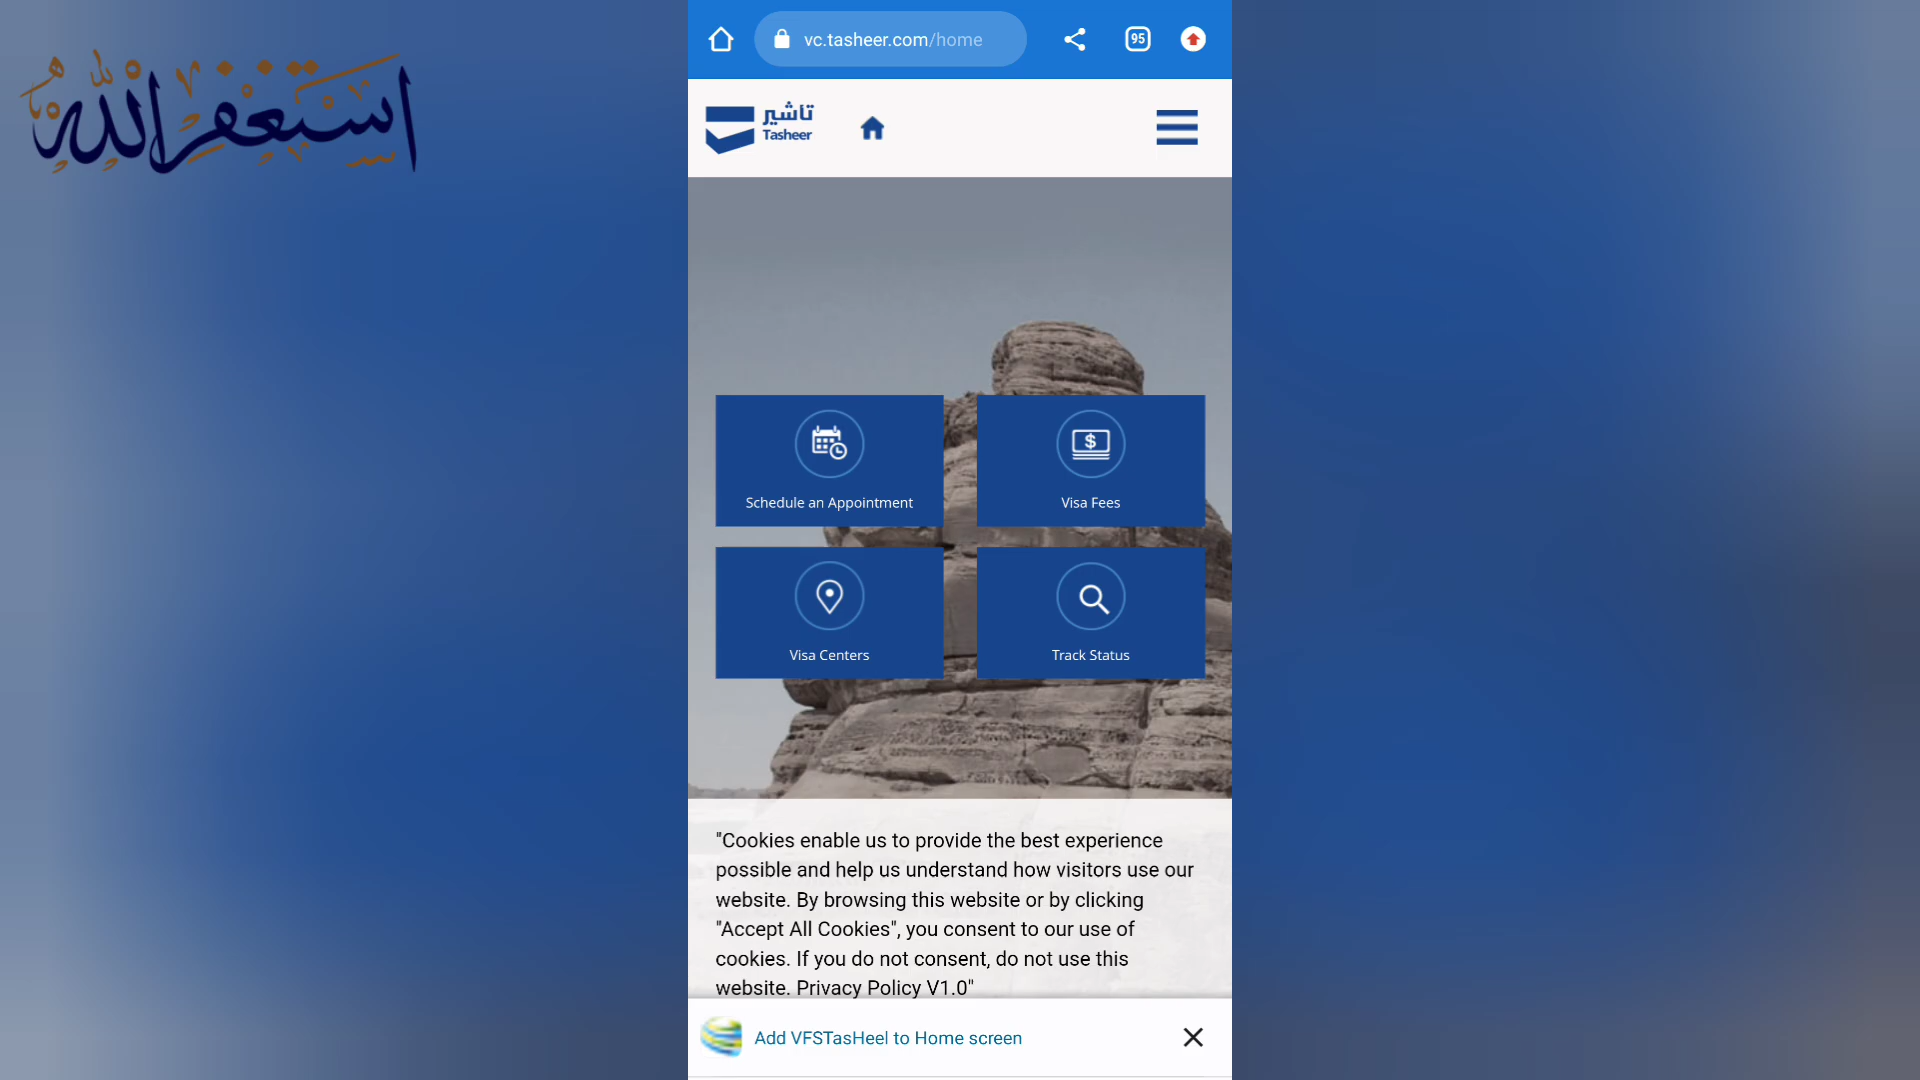 أستغفر الله
vc.tasheer.com/home
95
تأشير
Tasheer
Schedule an Appointment
Visa Fees
Visa Centers
Track Status
"Cookies enable us to provide the best experience
possible and help us understand how visitors use our
website. By browsing this website or by clicking
"Accept All Cookies", you consent to our use of
cookies. If you do not consent, do not use this
website. Privacy Policy V1.0"
Add VFSTasHeel to Home screen